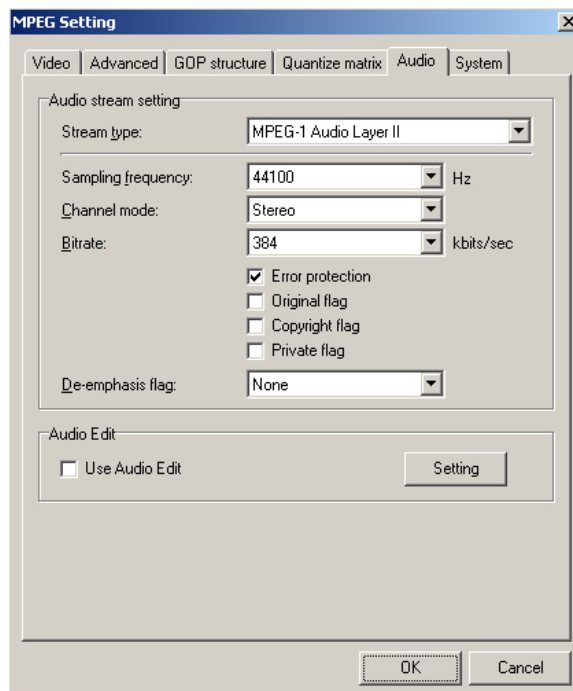 MPEG Setting
Video Advanced GOP structure Quantize matrix Audio System
Audio stream setting
Stream type: MPEG-1 Audio Layer II
Sampling frequency: 44100 Hz
Channel mode: Stereo
Bitrate: 384 kbits/sec
Error protection
Original flag
Copyright flag
Private flag
De-emphasis flag: None
Audio Edit
Use Audio Edit Setting
OK Cancel